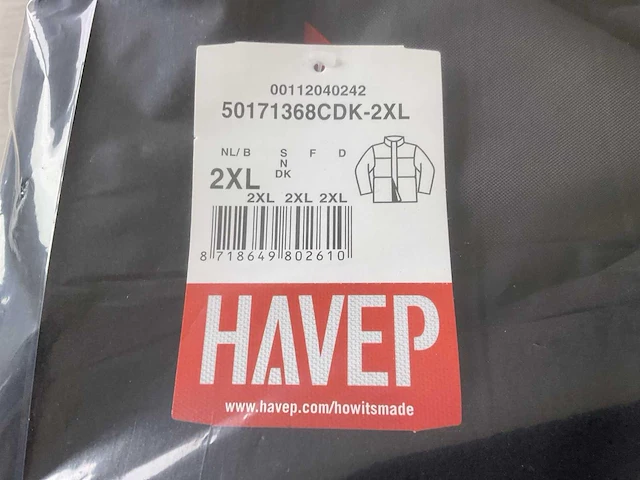 00112040242
50171368CDK-2XL
NL/B S F D
N
DK
2XL
2XL 2XL 2XL
8 718649 802610
HAVEP
www.havep.com/howitsmade